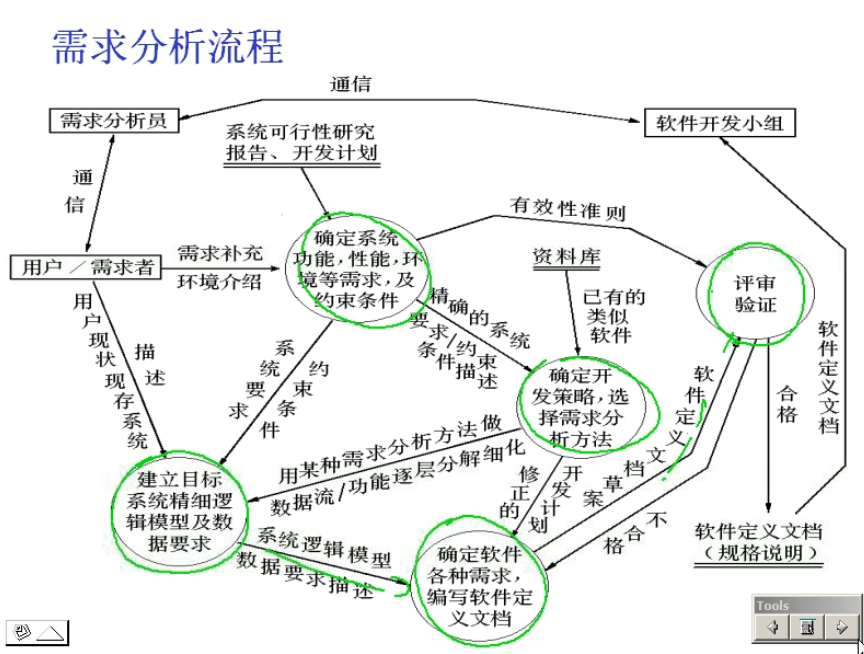 需求分析流程
通信
需求分析员
软件开发小组
系统可行性研究
报告、开发计划
通信
有效性准则
用户／需求者
需求补充
环境介绍
确定系统
功能，性能，环
境等需求，及
约束条件
资料库
已有的
类似
软件
评审
验证
用户现状现存系统
描述
系统要求
约束条件
精确的系统
要求/约束
条件描述
确定开
发策略，选
择需求分
析方法
软件定义文档草案
合格
软件定义文档
用某种需求分析方法做
数据流/功能逐层分解细化
建立目标
系统精细逻
辑模型及数
据要求
修正的
开发计划
不合格
软件定义文档
（规格说明）
系统逻辑模型
数据要求描述
确定软件
各种需求，
编写软件定
义文档
Tools